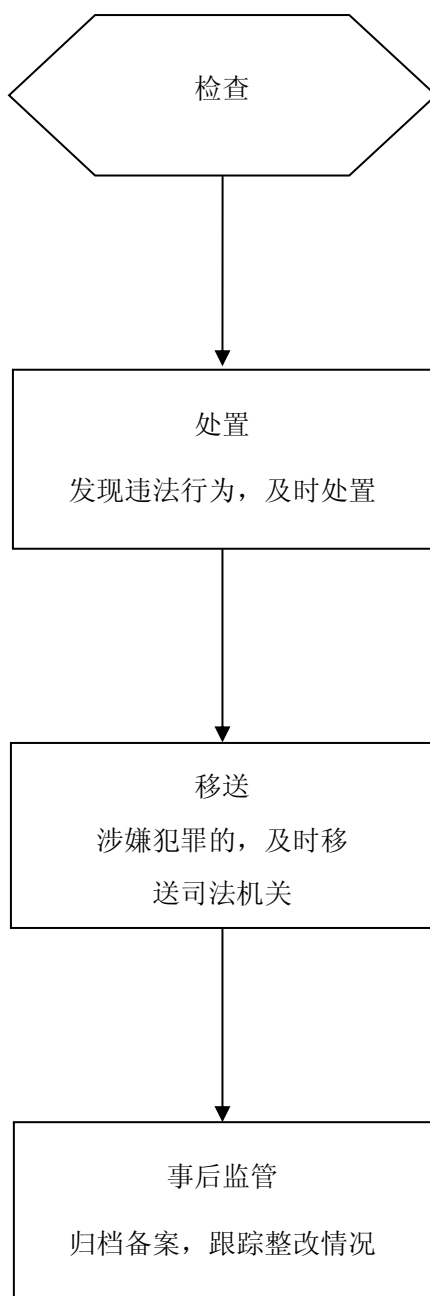 检查
处置
发现违法行为，及时处置
移送
涉嫌犯罪的，及时移
送司法机关
事后监管
归档备案，跟踪整改情况